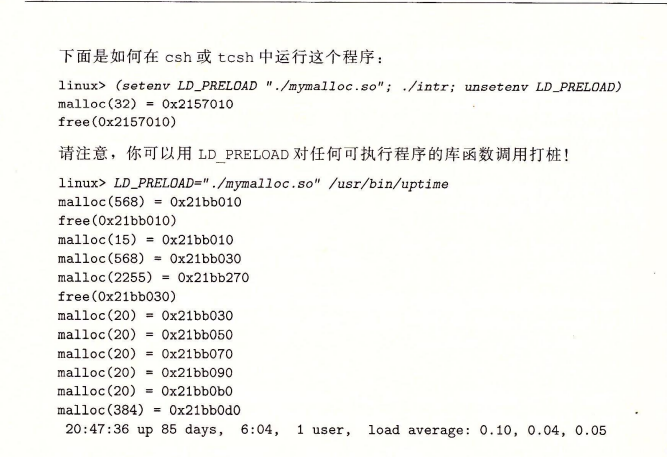 下面是如何在 csh 或 tcsh 中运行这个程序：
linux> (setenv LD_PRELOAD "./mymalloc.so"; ./intr; unsetenv LD_PRELOAD)
malloc(32) = 0x2157010
free(0x2157010)
请注意，你可以用 LD_PRELOAD 对任何可执行程序的库函数调用打桩！
linux> LD_PRELOAD="./mymalloc.so" /usr/bin/uptime
malloc(568) = 0x21bb010
free(0x21bb010)
malloc(15) = 0x21bb010
malloc(568) = 0x21bb030
malloc(2255) = 0x21bb270
free(0x21bb030)
malloc(20) = 0x21bb030
malloc(20) = 0x21bb050
malloc(20) = 0x21bb070
malloc(20) = 0x21bb090
malloc(20) = 0x21bb0b0
malloc(384) = 0x21bb0d0
20:47:36 up 85 days, 6:04, 1 user, load average: 0.10, 0.04, 0.05